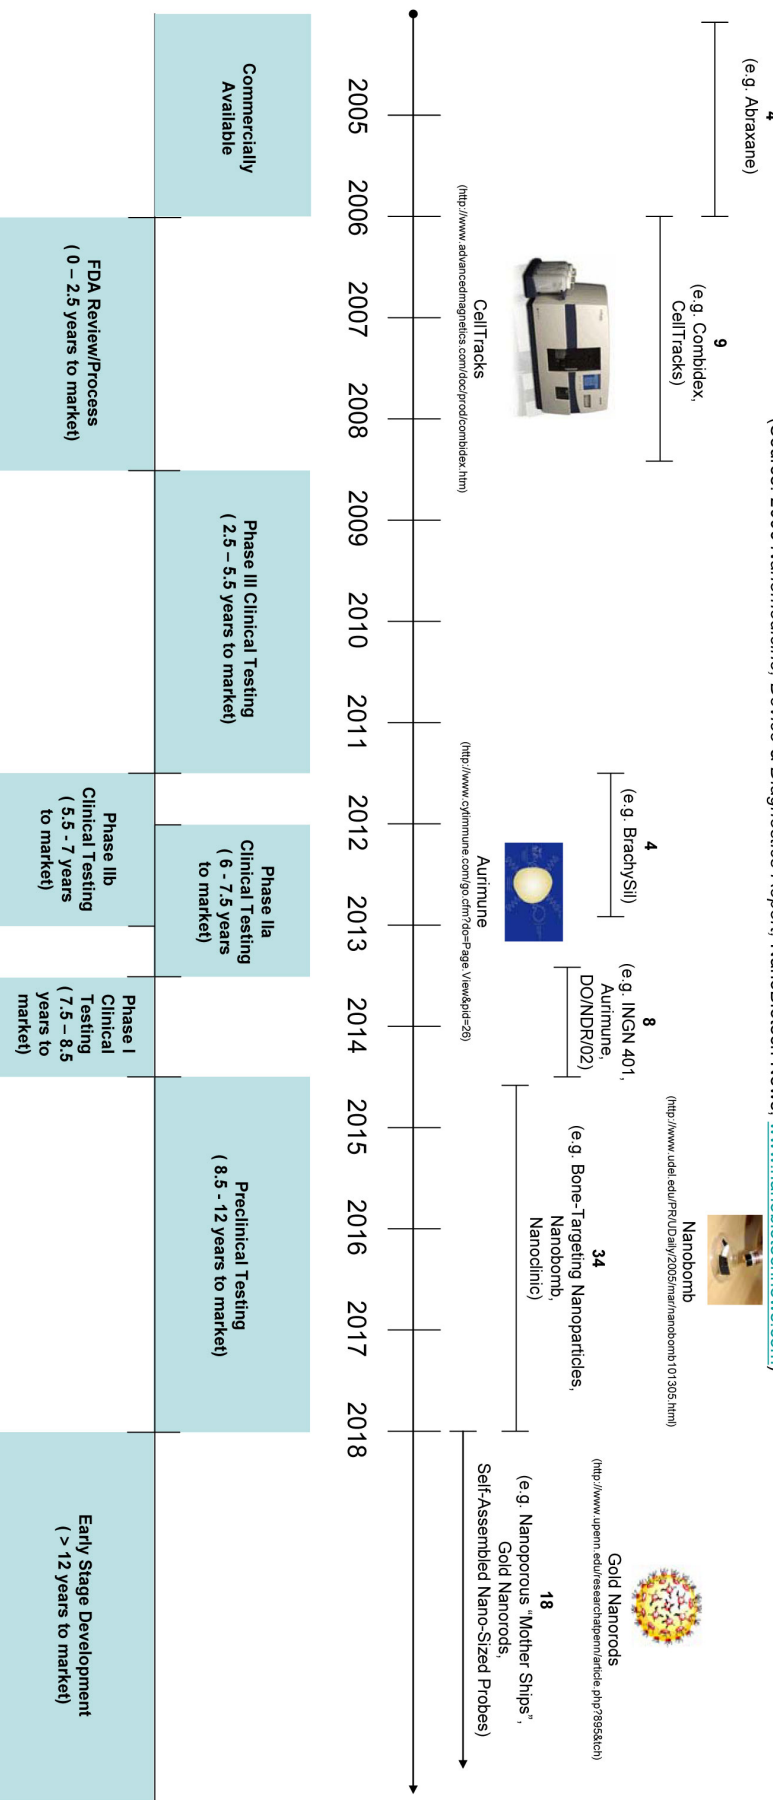 4
(e.g. Abraxane)
9
(e.g. Combidex,
CellTracks)
CellTracks
(http://www.advancedmagnetics.com/doc/prod/combidex.htm)
4
(e.g. BrachySil)
Aurimune
(http://www.cytimmune.com/go.cfm?do=Page.View&pid=26)
8
(e.g. INGN 401,
Aurimune,
DO/NDR/02)
Nanobomb
(http://www.udel.edu/PR/UDaily/2005/mar/nanobomb101305.html)
34
(e.g. Bone-Targeting Nanoparticles,
Nanobomb,
Nanoclinic)
Gold Nanorods
(http://www.upenn.edu/researchatpenn/article.php?895&tch)
18
(e.g. Nanoporous “Mother Ships”,
Gold Nanorods,
Self-Assembled Nano-Sized Probes)
2005 2006 2007 2008 2009 2010 2011 2012 2013 2014 2015 2016 2017 2018
Commercially
Available
Phase III Clinical Testing
( 2.5 – 5.5 years to market)
Phase IIa
Clinical Testing
( 6 - 7.5 years
to market)
Preclinical Testing
( 8.5 - 12 years to market)
FDA Review/Process
( 0 – 2.5 years to market)
Phase IIb
Clinical Testing
( 5.5 - 7 years
to market)
Phase I
Clinical
Testing
( 7.5 – 8.5
years to
market)
Early Stage Development
( > 12 years to market)